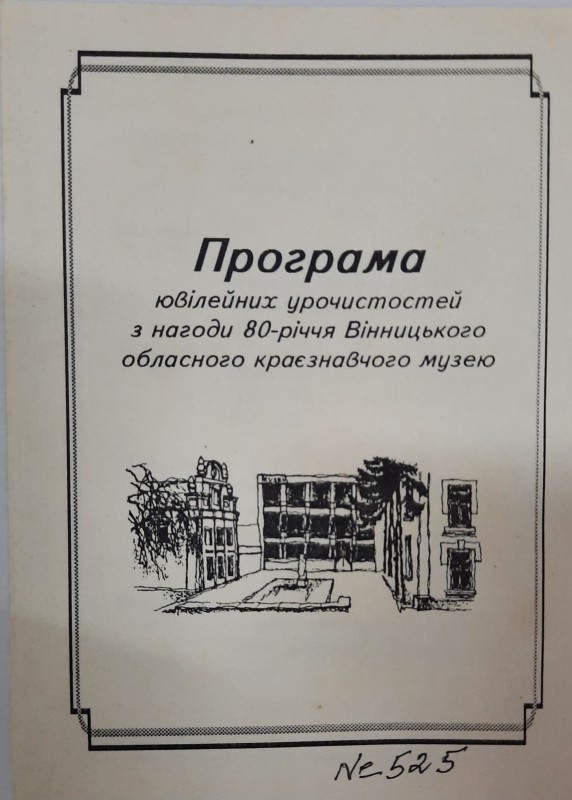 Програма
ювілейних урочистостей
з нагоди 80-річчя Вінницького
обласного краєзнавчого музею
№ 525